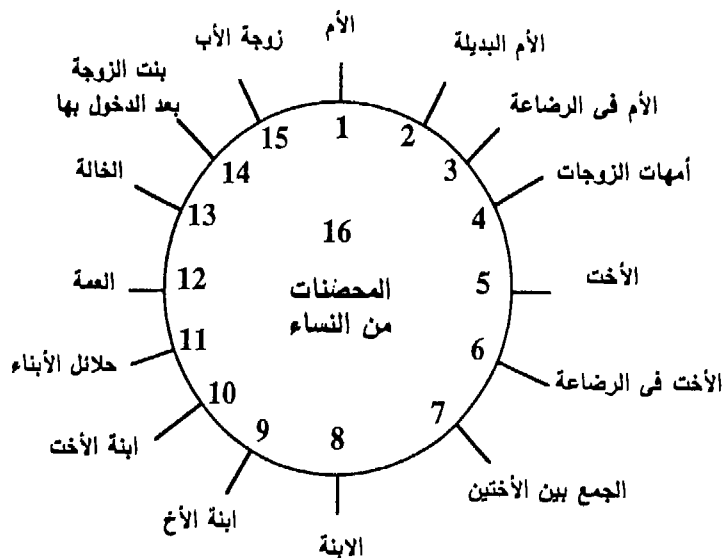 الأم
1
الأم البديلة
2
الأم فى الرضاعة
3
أمهات الزوجات
4
الأخت
5
الأخت فى الرضاعة
6
الجمع بين الأختين
7
الابنة
8
ابنة الأخ
9
ابنة الأخت
10
حلائل الأبناء
11
العمة
12
الخالة
13
بنت الزوجة
بعد الدخول بها
14
زوجة الأب
15
16
المحصنات
من النساء